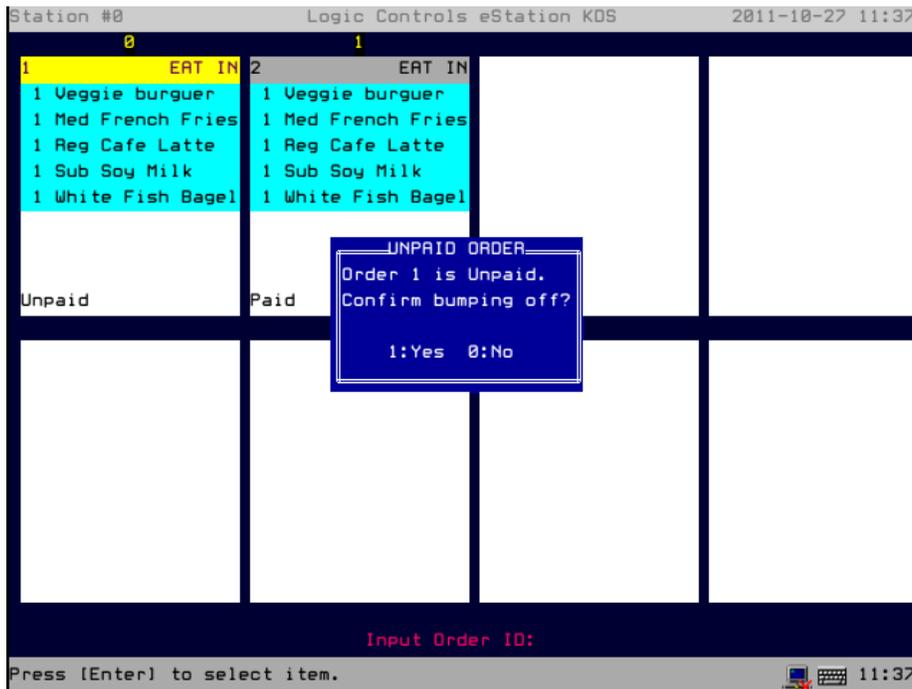 Station #0 Logic Controls eStation KDS 2011-10-27 11:37
0 1
1 EAT IN 2 EAT IN
1 Veggie burguer 1 Veggie burguer
1 Med French Fries 1 Med French Fries
1 Reg Cafe Latte 1 Reg Cafe Latte
1 Sub Soy Milk 1 Sub Soy Milk
1 White Fish Bagel 1 White Fish Bagel
UNPAID ORDER
Order 1 is Unpaid.
Unpaid Paid Confirm bumping off?
1:Yes 0:No
Input Order ID:
Press [Enter] to select item. 11:37